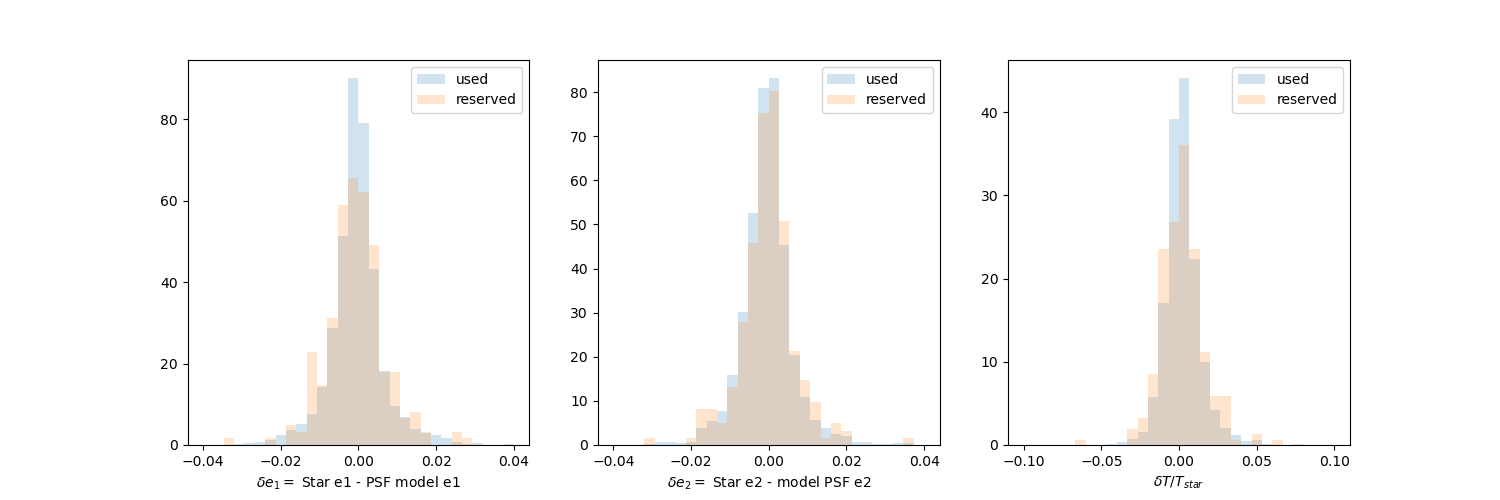 used
reserved
80
60
40
20
0
−0.04 −0.02 0.00 0.02 0.04
δe₁ = Star e1 - PSF model e1
used
reserved
80
70
60
50
40
30
20
10
0
−0.04 −0.02 0.00 0.02 0.04
δe₂ = Star e2 - model PSF e2
used
reserved
40
30
20
10
0
−0.10 −0.05 0.00 0.05 0.10
δT/T_star